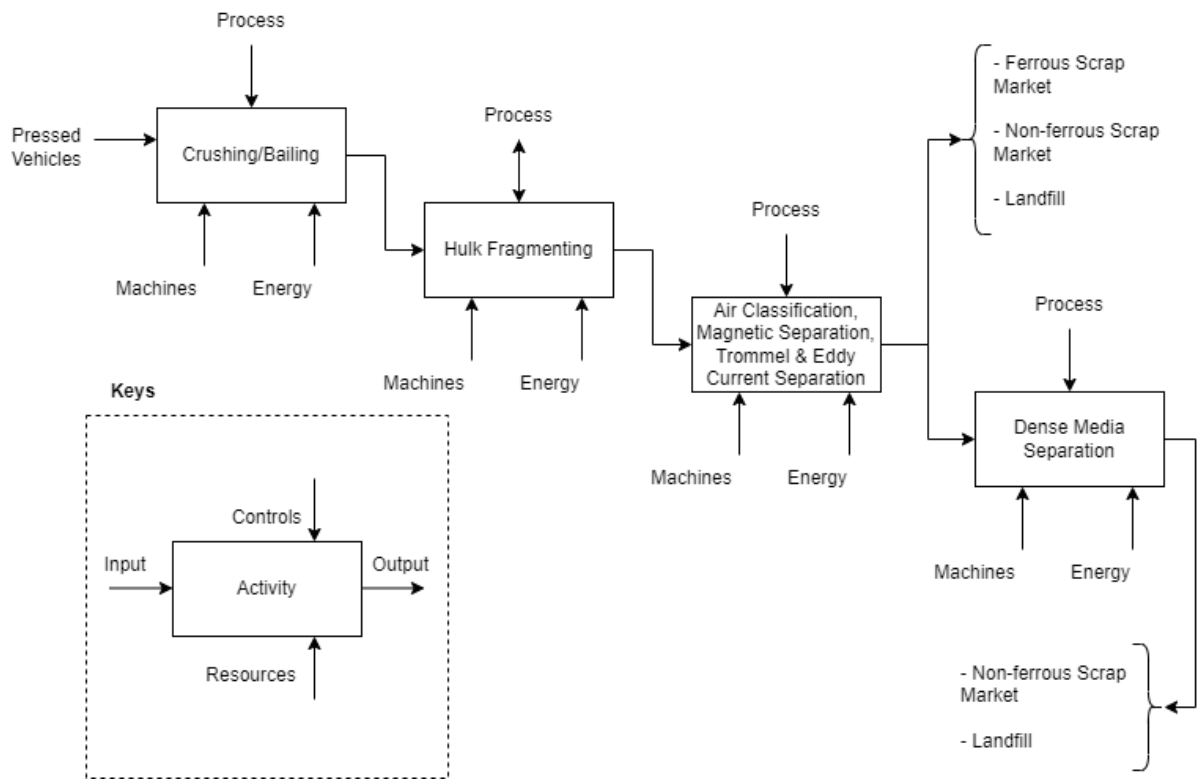 Process
Pressed
Vehicles
Crushing/Bailing
Machines
Energy
Process
Hulk Fragmenting
Machines
Energy
Process
Air Classification,
Magnetic Separation,
Trommel & Eddy
Current Separation
Machines
Energy
- Ferrous Scrap
Market
- Non-ferrous Scrap
Market
- Landfill
Process
Dense Media
Separation
Machines
Energy
- Non-ferrous Scrap
Market
- Landfill
Keys
Controls
Input
Activity
Output
Resources